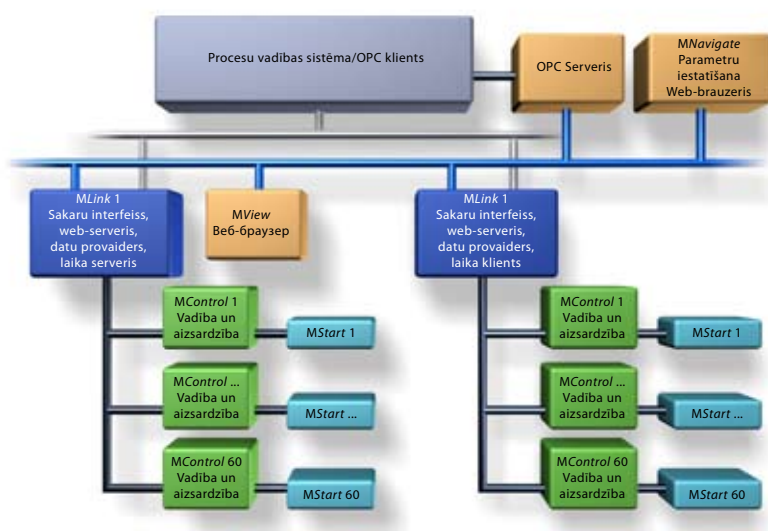 Procesu vadības sistēma/OPC klients
OPC Serveris
MNavigate
Parametru
iestatīšana
Web-brauzeris
MLink 1
Sakaru interfeiss,
web-serveris,
datu provaiders,
laika serveris
MView
Веб-браузер
MLink 1
Sakaru interfeiss,
web-serveris,
datu provaiders,
laika klients
MControl 1
Vadība un
aizsardzība
MStart 1
MControl ...
Vadība un
aizsardzība
MStart ...
MControl 60
Vadība un
aizsardzība
MStart 60
MControl 1
Vadība un
aizsardzība
MStart 1
MControl ...
Vadība un
aizsardzība
MStart ...
MControl 60
Vadība un
aizsardzība
MStart 60